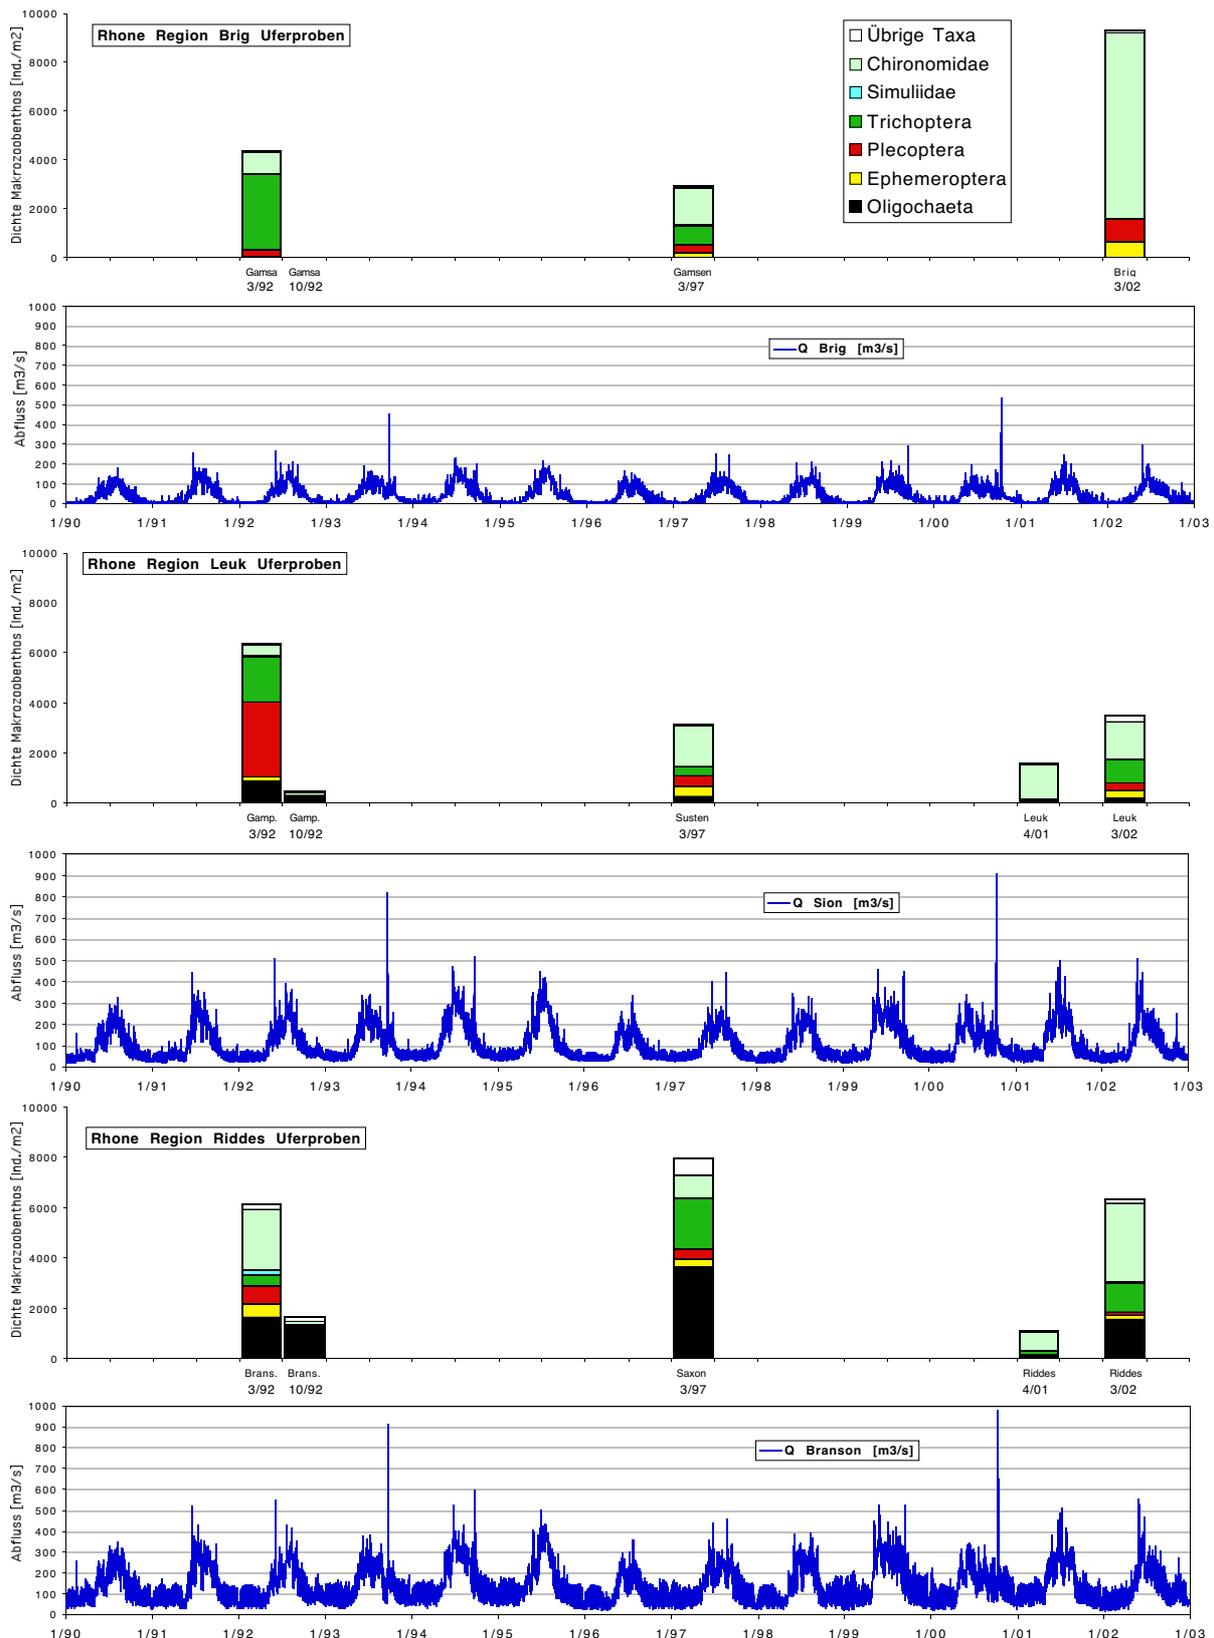 Dichte Makrozoobenthos [Ind./m2]
10000
8000
6000
4000
2000
0
Rhone Region Brig Uferproben
Übrige Taxa
Chironomidae
Simuliidae
Trichoptera
Plecoptera
Ephemeroptera
Oligochaeta
Gamsa Gamsa Gamsen Brig
3/92 10/92 3/97 3/02
Abfluss [m3/s]
1000
900
800
700
600
500
400
300
200
100
0
Q Brig [m3/s]
1/90 1/91 1/92 1/93 1/94 1/95 1/96 1/97 1/98 1/99 1/00 1/01 1/02 1/03
Dichte Makrozoobenthos [Ind./m2]
10000
8000
6000
4000
2000
0
Rhone Region Leuk Uferproben
Gamp. Gamp. Susten Leuk Leuk
3/92 10/92 3/97 4/01 3/02
Abfluss [m3/s]
1000
900
800
700
600
500
400
300
200
100
0
Q Sion [m3/s]
1/90 1/91 1/92 1/93 1/94 1/95 1/96 1/97 1/98 1/99 1/00 1/01 1/02 1/03
Dichte Makrozoobenthos [Ind./m2]
10000
8000
6000
4000
2000
0
Rhone Region Riddes Uferproben
Brans. Brans. Saxon Riddes Riddes
3/92 10/92 3/97 4/01 3/02
Abfluss [m3/s]
1000
900
800
700
600
500
400
300
200
100
0
Q Branson [m3/s]
1/90 1/91 1/92 1/93 1/94 1/95 1/96 1/97 1/98 1/99 1/00 1/01 1/02 1/03